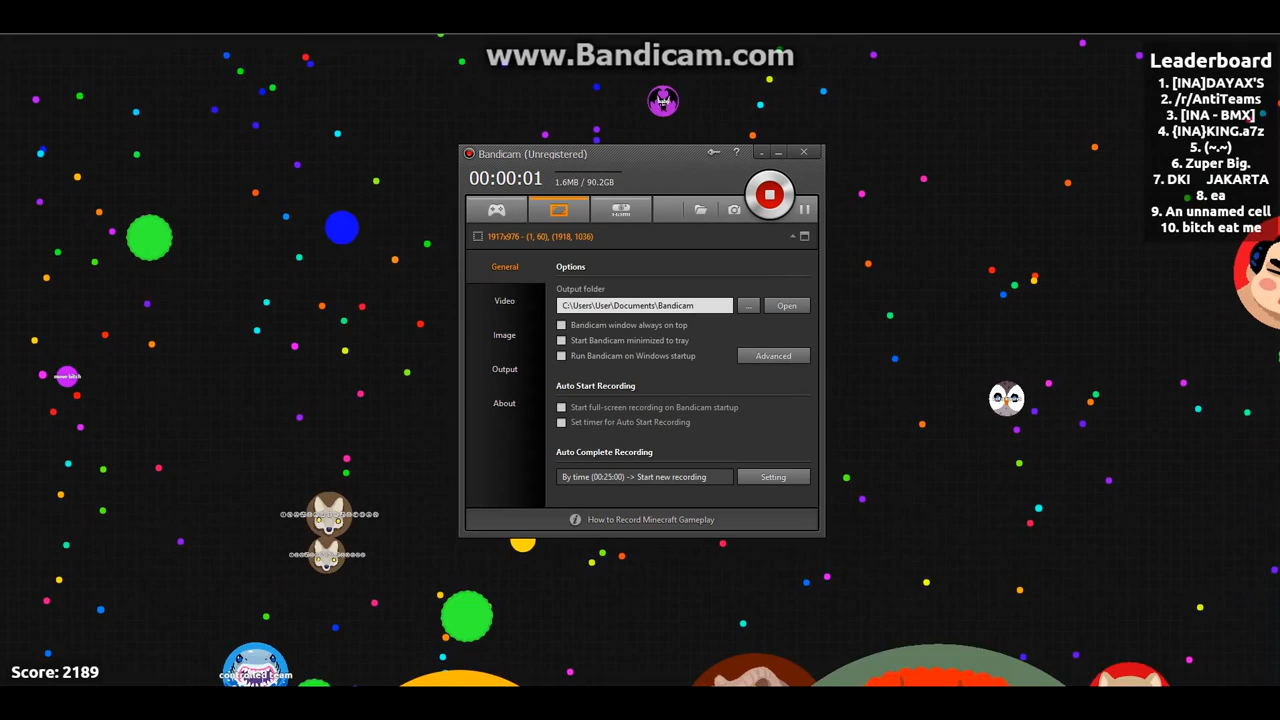 www.Bandicam.com
Leaderboard
1. [INA]DAYAX'S
2. /r/AntiTeams
3. [INA - BMX]
4. {INA}KING.a7z
5. (~.~)
6. Zuper Big.
7. DKI JAKARTA
8. ea
9. An unnamed cell
10. bitch eat me
Bandicam (Unregistered)
?
00:00:01
1.6MB / 90.2GB
1917x976 - (1, 60), (1918, 1036)
General
Video
Image
Output
About
Options
Output folder
C:\Users\User\Documents\Bandicam
...
Open
Bandicam window always on top
Start Bandicam minimized to tray
Run Bandicam on Windows startup
Advanced
Auto Start Recording
Start full-screen recording on Bandicam startup
Set timer for Auto Start Recording
Auto Complete Recording
By time (00:25:00) -> Start new recording
Setting
How to Record Minecraft Gameplay
controlled team
Score: 2189